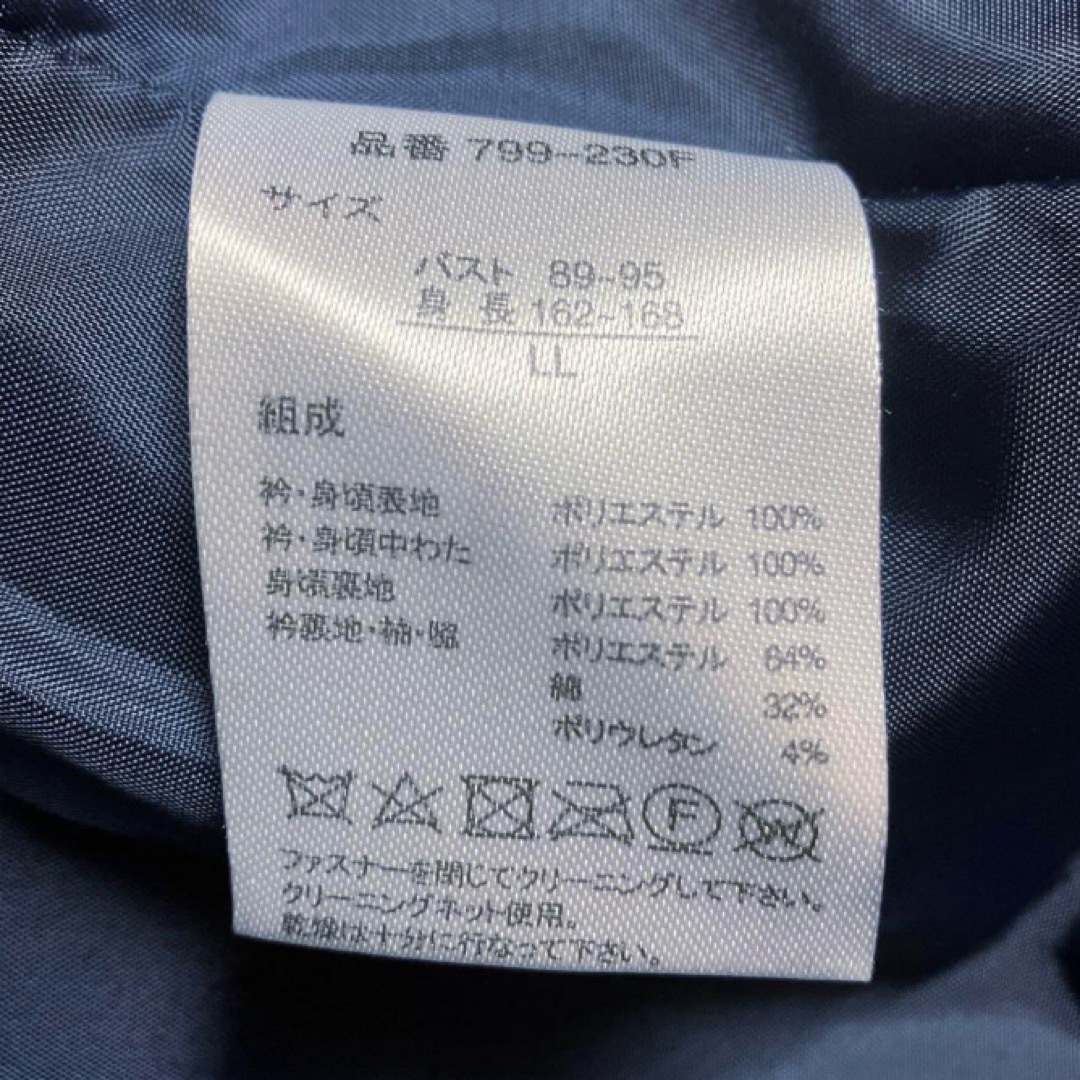 品番 799-230F
サイズ
バスト 89~95
身長 162~168
LL
組成
衿・身頃表地 ポリエステル 100%
衿・身頃中わた ポリエステル 100%
身頃裏地 ポリエステル 100%
衿裏地・袖・脇 ポリエステル 64%
綿 32%
ポリウレタン 4%
F W
ファスナーを閉じてクリーニングして下さい。
クリーニングネット使用。
乾燥は十分に行なって下さい。